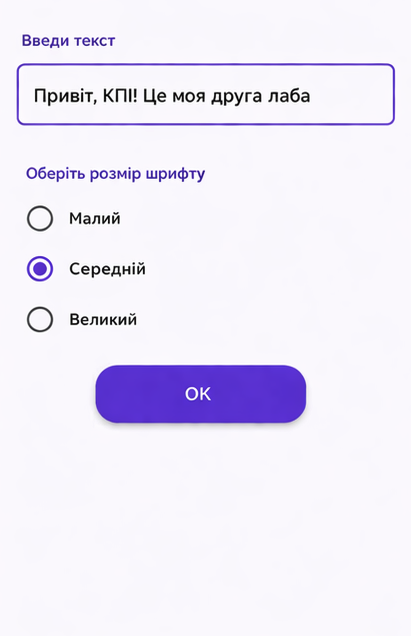 Введи текст
Привіт, КПІ! Це моя друга лаба
Оберіть розмір шрифту
Малий
Середній
Великий
OK